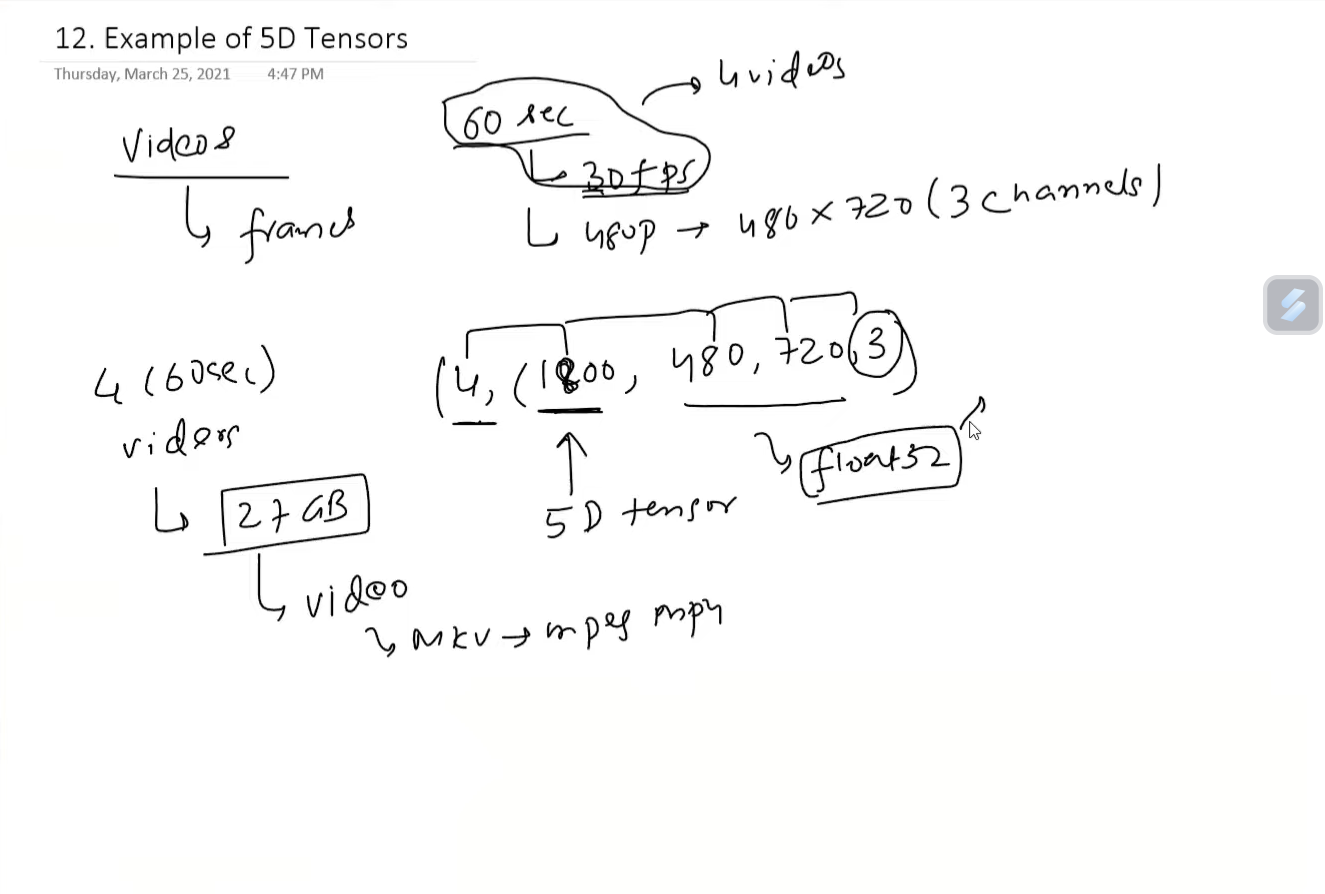 12. Example of 5D Tensors
Thursday, March 25, 2021 4:47 PM
Videos
frames
60 sec
4 videos
30 fps
480p → 480 × 720 (3 channels)
(4, (1800, 480, 720, 3)
4 (60sec)
videos
float32
27 GB
5D tensor
video
MKV → mpeg mp4